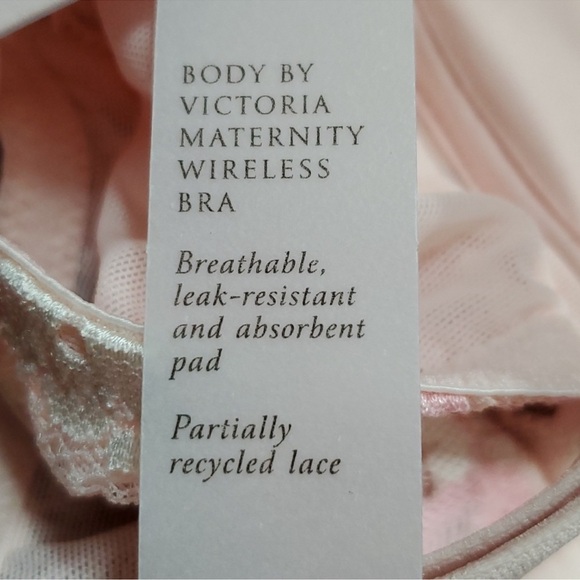 BODY BY
VICTORIA
MATERNITY
WIRELESS
BRA
Breathable,
leak-resistant
and absorbent
pad
Partially
recycled lace